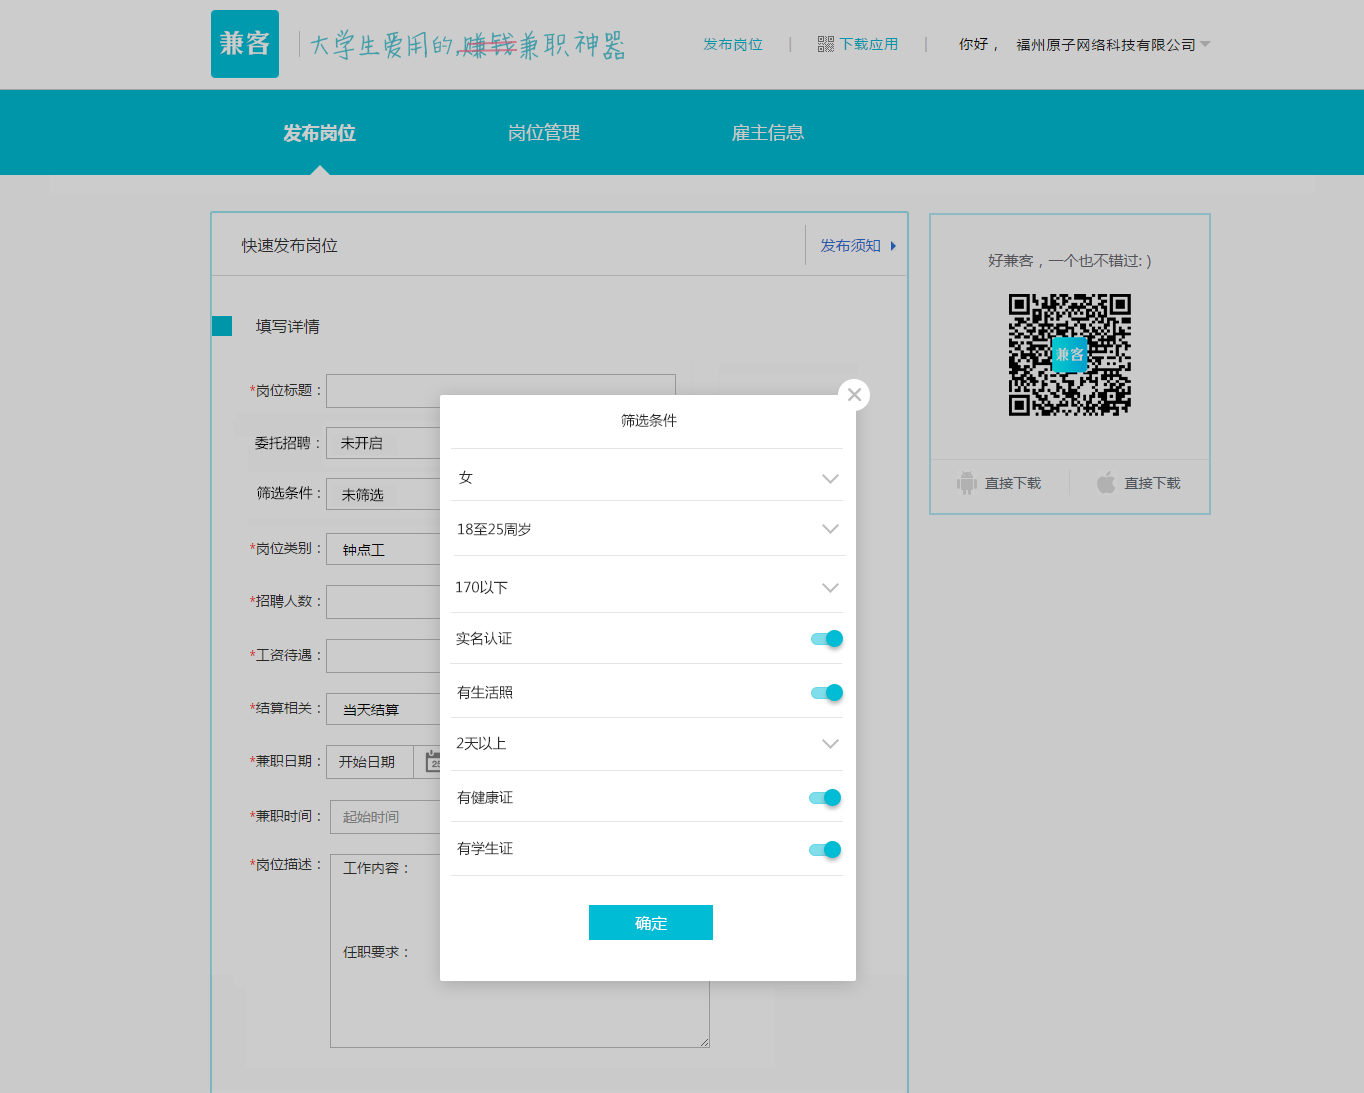 兼客
大学生爱用的,赚钱兼职神器
发布岗位
下载应用
你好，
福州原子网络科技有限公司
发布岗位
岗位管理
雇主信息
快速发布岗位
发布须知
好兼客，一个也不错过: )
兼客
直接下载
直接下载
填写详情
*岗位标题：
委托招聘：
未开启
筛选条件：
未筛选
*岗位类别：
钟点工
*招聘人数：
*工资待遇：
*结算相关：
当天结算
*兼职日期：
开始日期
25
*兼职时间：
起始时间
*岗位描述：
工作内容：
任职要求：
筛选条件
女
18至25周岁
170以下
实名认证
有生活照
2天以上
有健康证
有学生证
确定